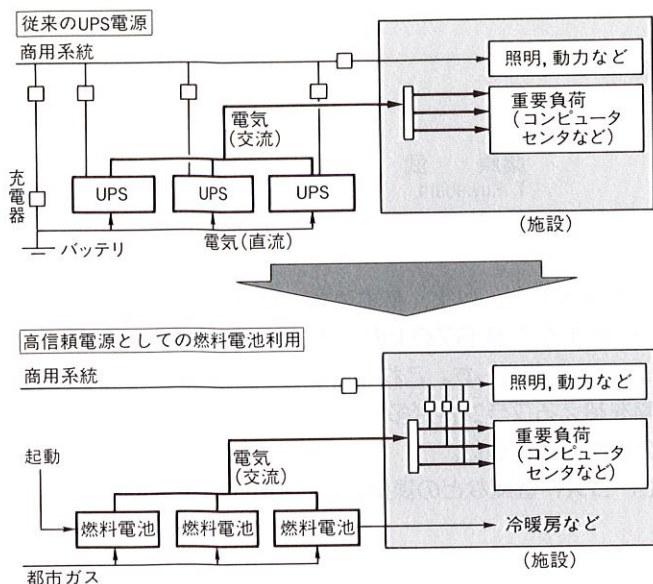 従来のUPS電源
商用系統
照明，動力など
電気
(交流)
重要負荷
(コンピュータ
センタなど)
充電器
UPS
UPS
UPS
(施設)
バッテリ
電気(直流)
高信頼電源としての燃料電池利用
商用系統
照明，動力など
起動
電気
(交流)
重要負荷
(コンピュータ
センタなど)
燃料電池
燃料電池
燃料電池
冷暖房など
都市ガス
(施設)